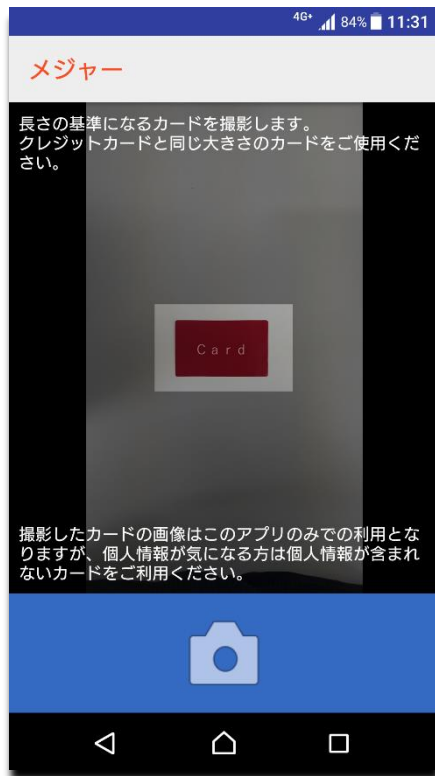 4G+ 84% 11:31
メジャー
長さの基準になるカードを撮影します。
クレジットカードと同じ大きさのカードをご使用くだ
さい。
Card
撮影したカードの画像はこのアプリのみでの利用とな
りますが、個人情報が気になる方は個人情報が含まれ
ないカードをご利用ください。